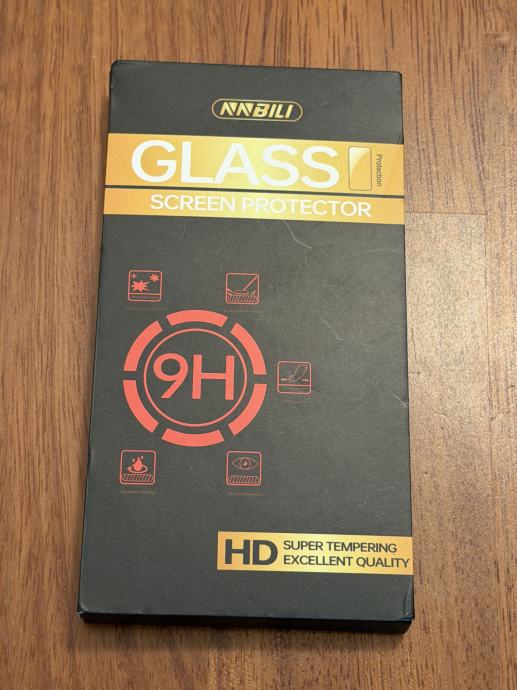 NNBILI
GLASS
Protection
SCREEN PROTECTOR
9H
HD
SUPER TEMPERING
EXCELLENT QUALITY